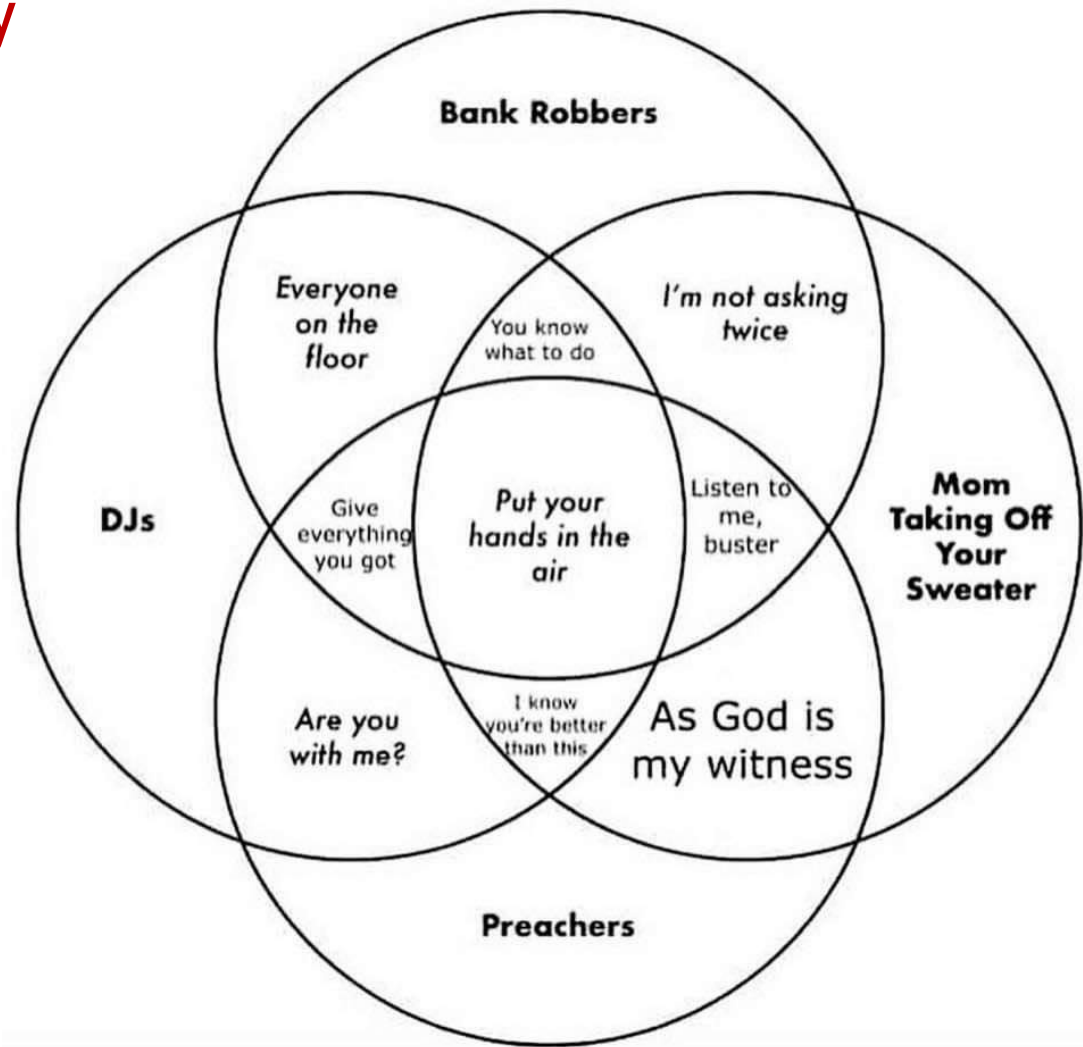 y
Bank Robbers
Everyone
on the
floor
You know
what to do
I'm not asking
twice
DJs
Give
everything
you got
Put your
hands in the
air
Listen to
me,
buster
Mom
Taking Off
Your
Sweater
Are you
with me?
I know
you're better
than this
As God is
my witness
Preachers